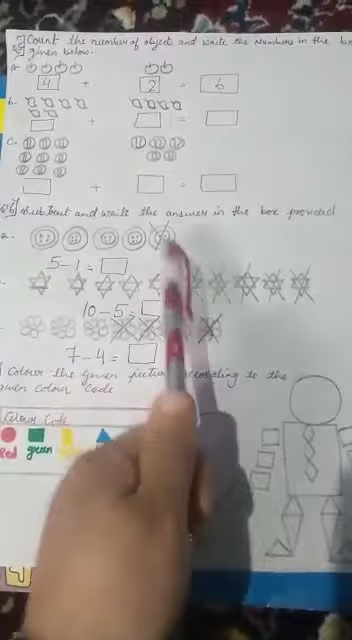 Q5 Count the number of objects and write the numbers in the box
given below.
a.
4 + 2 = 6
b.
+ =
c.
+ =
Q6 Subtract and write the answer in the box provided
a.
5-1=
10-5=
7-4=
Colour the given picture according to the
given colour code
Colour Code
Red green